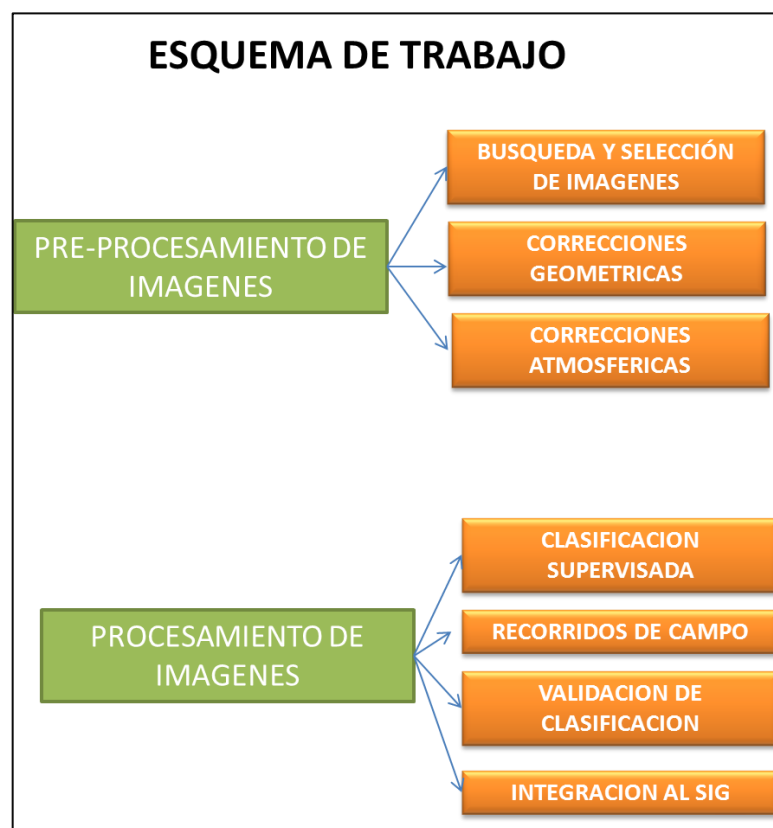 ESQUEMA DE TRABAJO
PRE-PROCESAMIENTO DE
IMAGENES
BUSQUEDA Y SELECCIÓN
DE IMAGENES
CORRECCIONES
GEOMETRICAS
CORRECCIONES
ATMOSFERICAS
PROCESAMIENTO DE
IMAGENES
CLASIFICACION
SUPERVISADA
RECORRIDOS DE CAMPO
VALIDACION DE
CLASIFICACION
INTEGRACION AL SIG